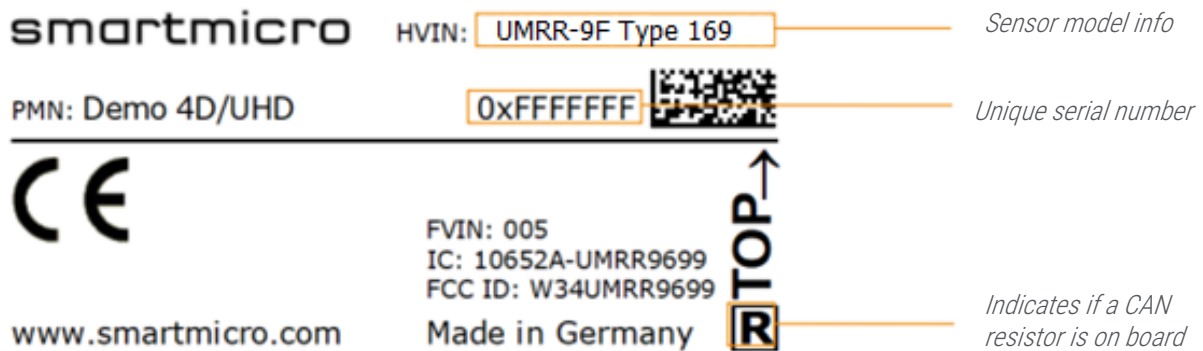 smartmicro HVIN: UMRR-9F Type 169
Sensor model info
PMN: Demo 4D/UHD 0xFFFFFFF
Unique serial number
CE
TOP→
FVIN: 005
IC: 10652A-UMRR9699
FCC ID: W34UMRR9699
www.smartmicro.com Made in Germany R
Indicates if a CAN
resistor is on board